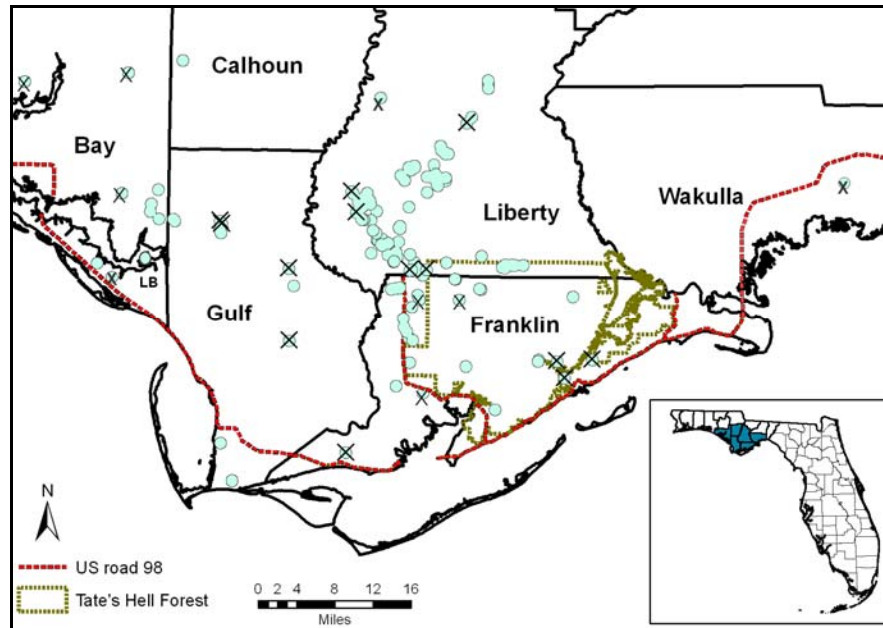 Calhoun
Bay
Wakulla
Liberty
LB
Gulf
Franklin
N
US road 98
Tate's Hell Forest
0 2 4 8 12 16
Miles